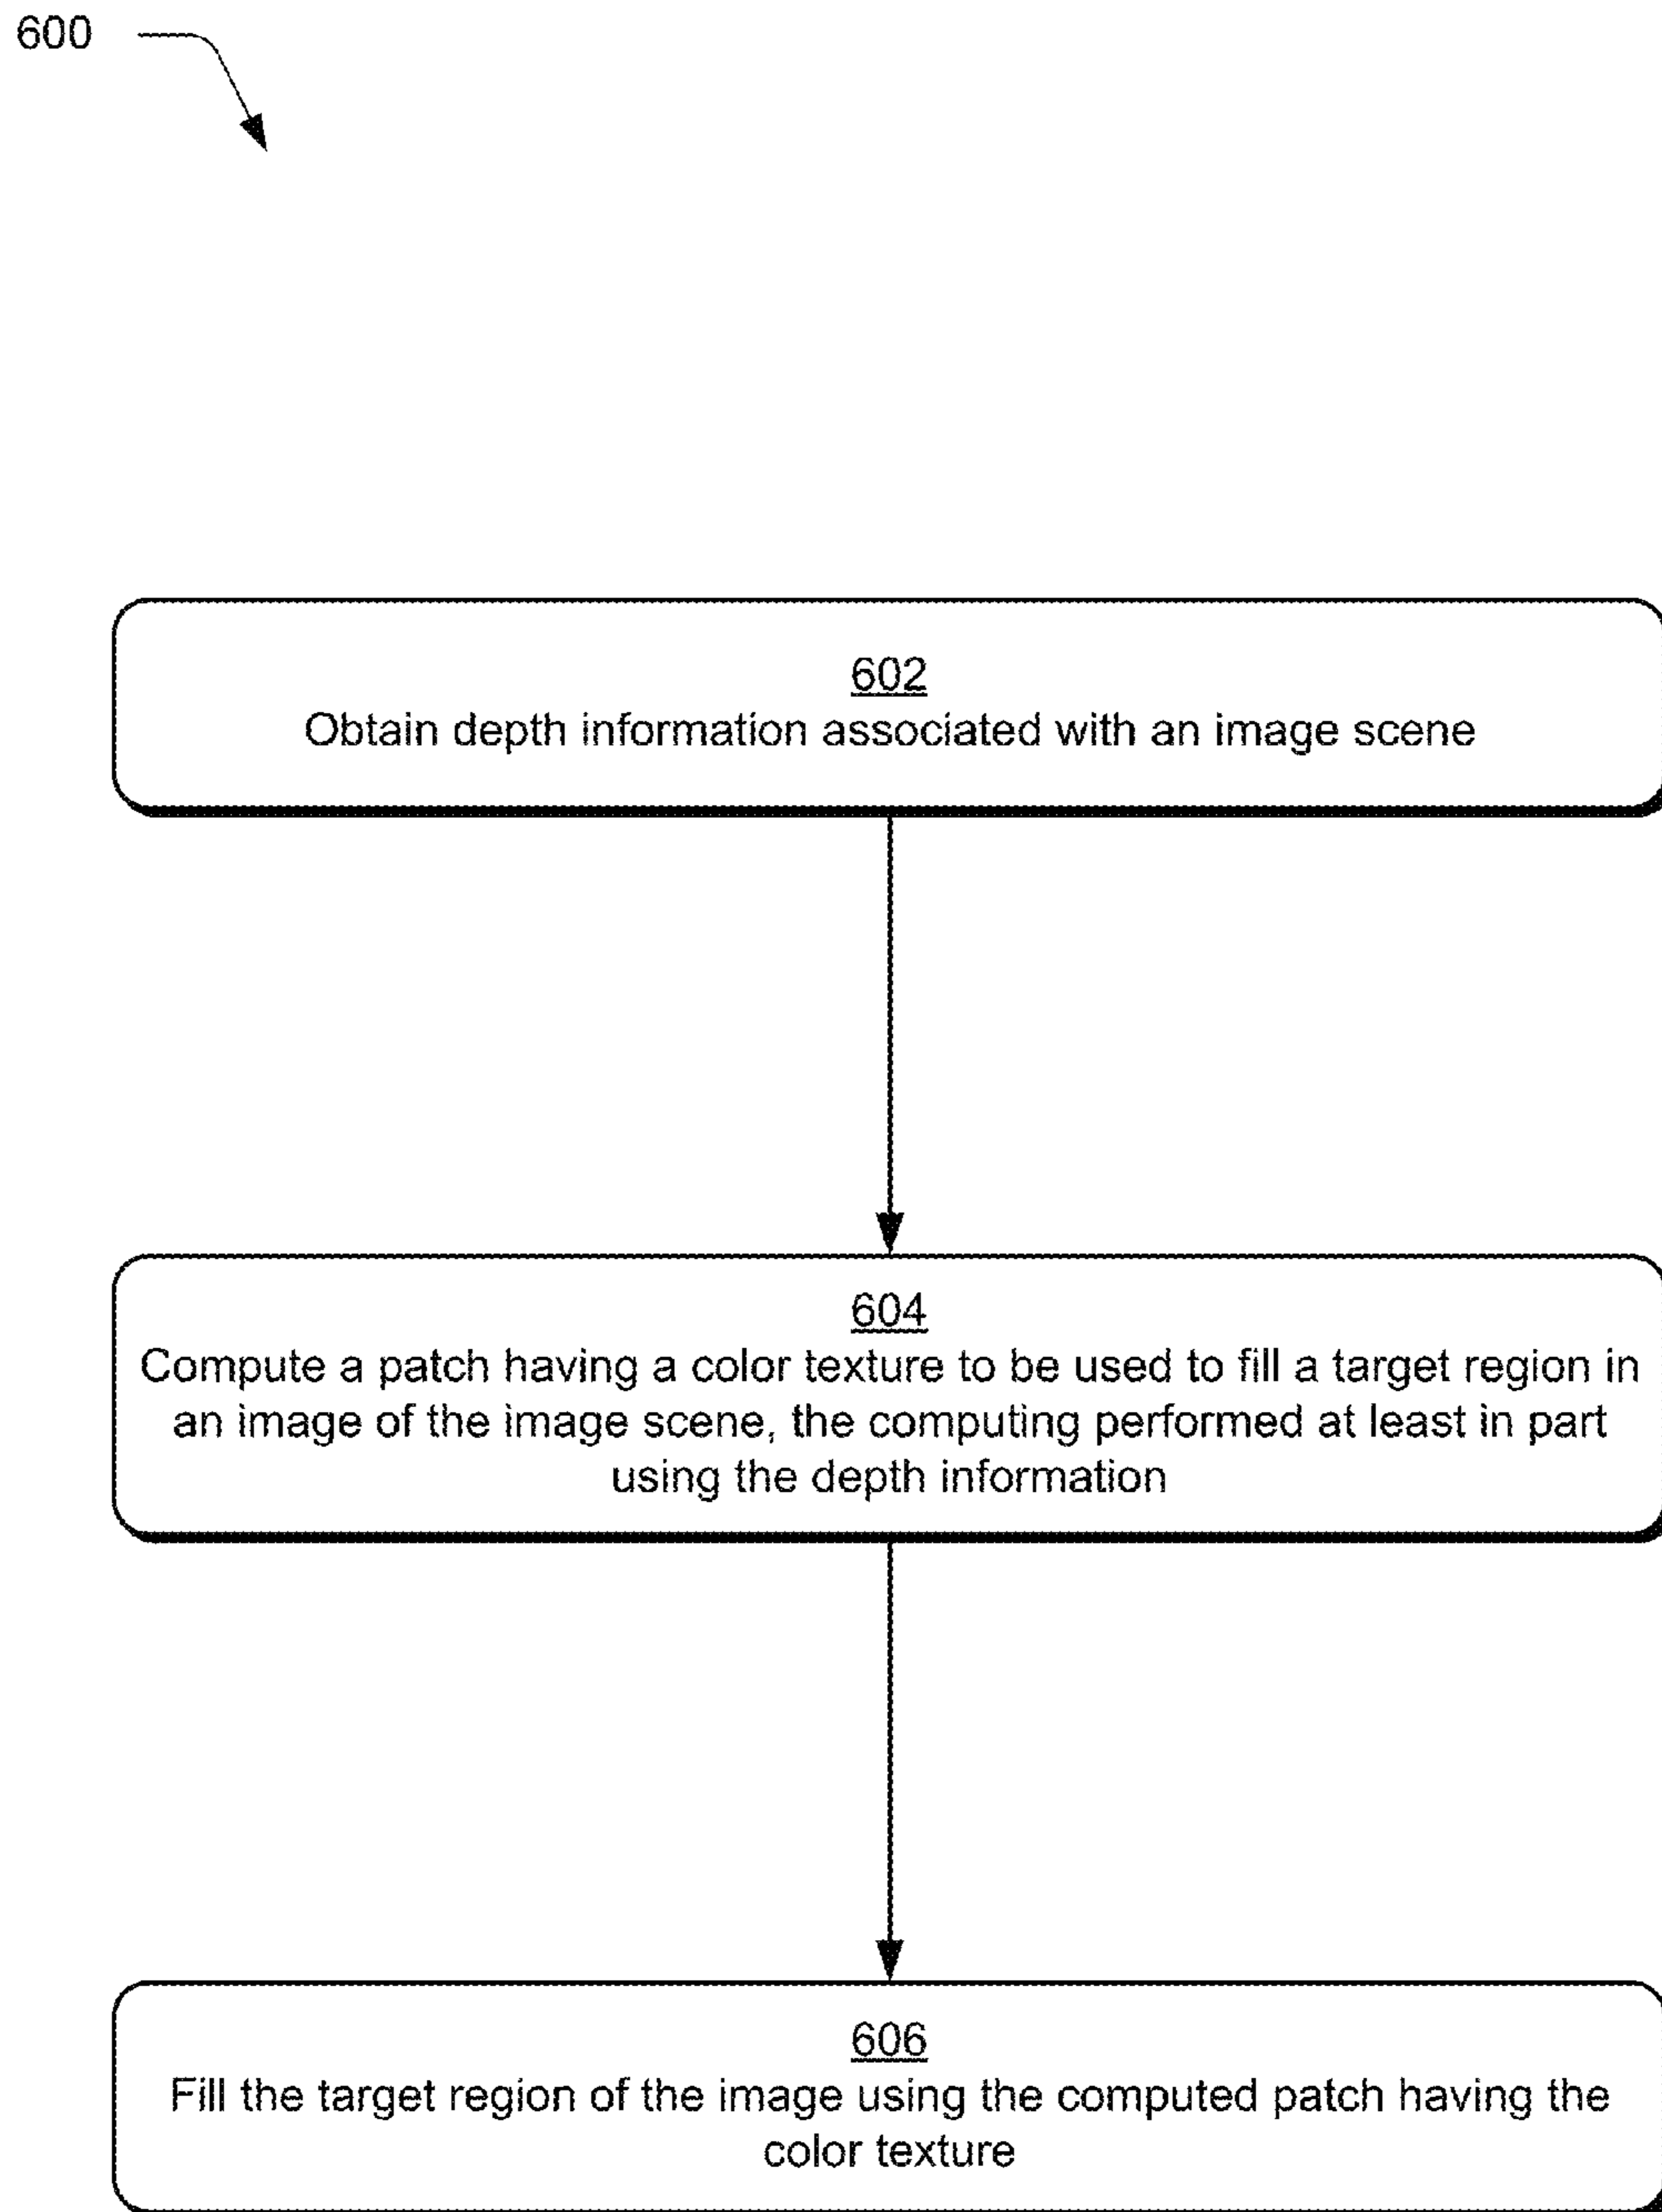 600
602
Obtain depth information associated with an image scene
604
Compute a patch having a color texture to be used to fill a target region in
an image of the image scene, the computing performed at least in part
using the depth information
606
Fill the target region of the image using the computed patch having the
color texture